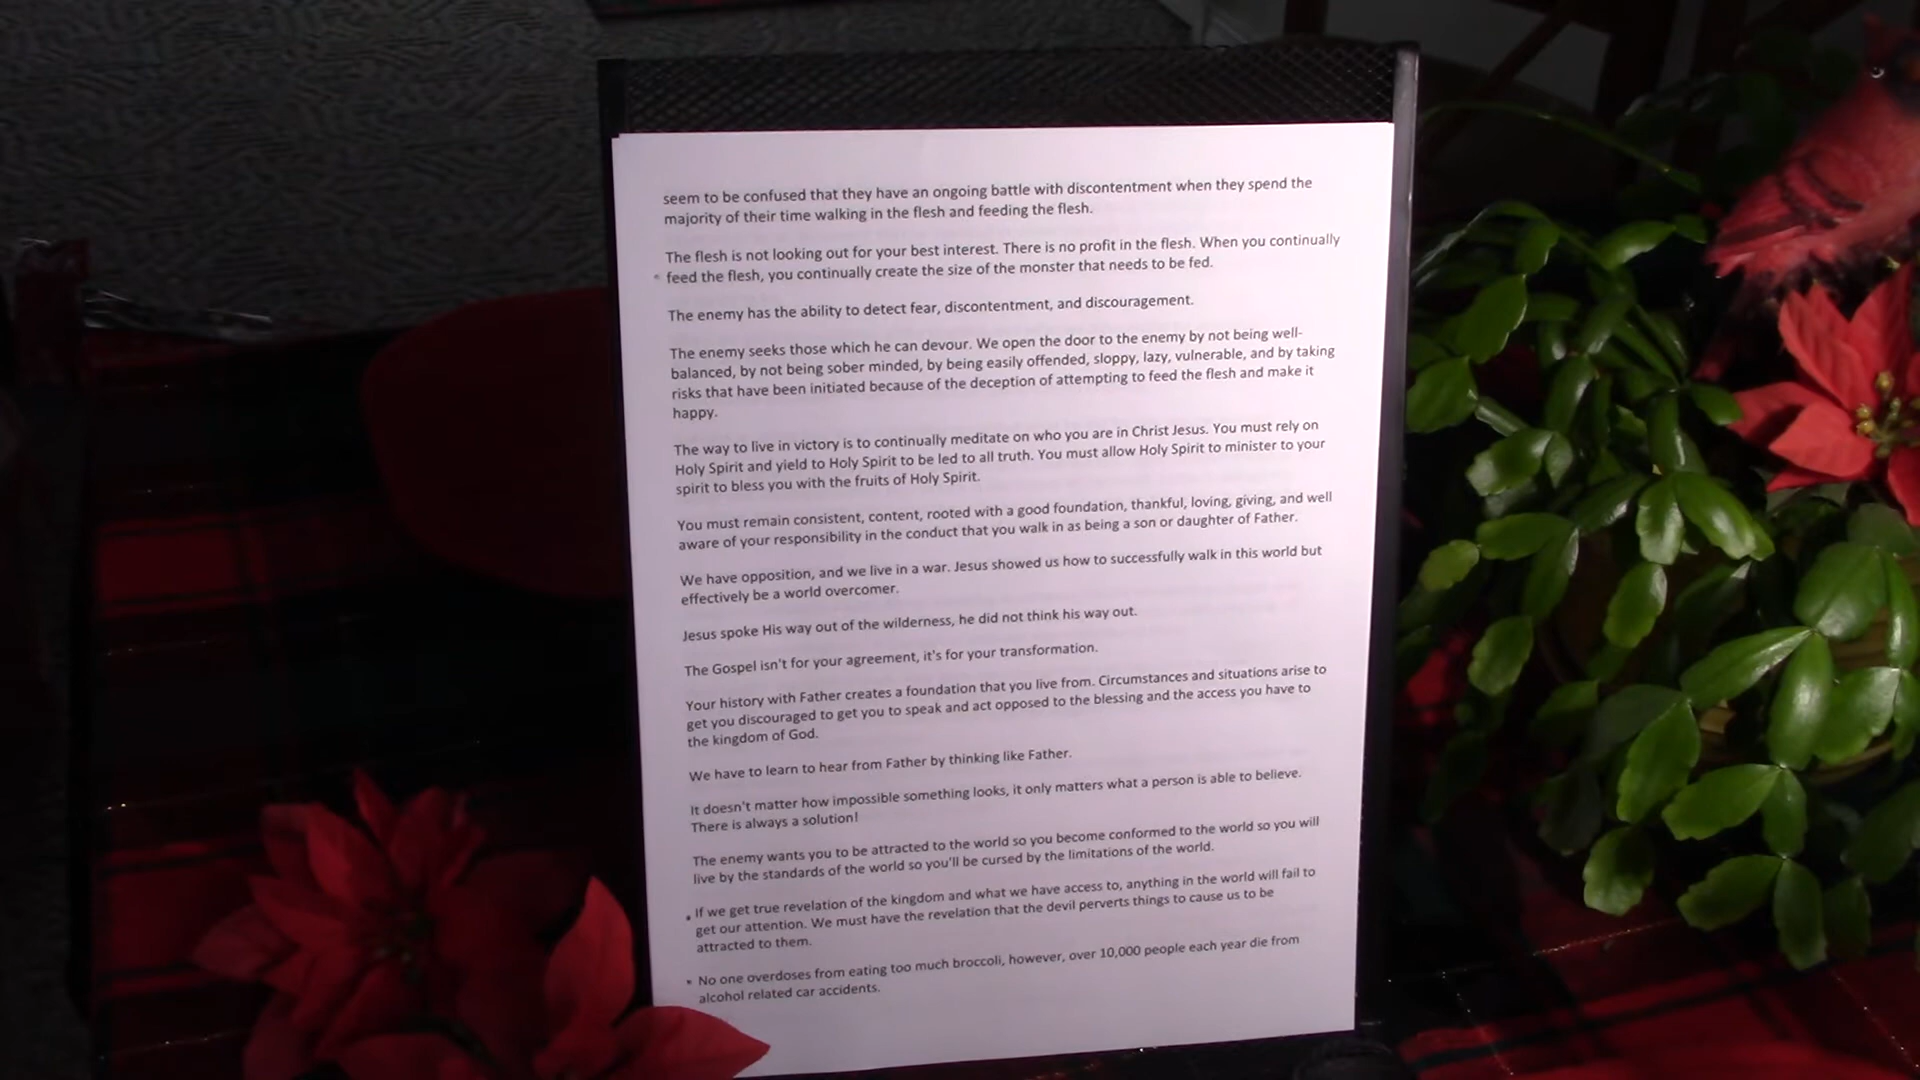 seem to be confused that they have an ongoing battle with discontentment when they spend the
majority of their time walking in the flesh and feeding the flesh.
The flesh is not looking out for your best interest. There is no profit in the flesh. When you continually
feed the flesh, you continually create the size of the monster that needs to be fed.
The enemy has the ability to detect fear, discontentment, and discouragement.
The enemy seeks those which he can devour. We open the door to the enemy by not being well-
balanced, by not being sober minded, by being easily offended, sloppy, lazy, vulnerable, and by taking
risks that have been initiated because of the deception of attempting to feed the flesh and make it
happy.
The way to live in victory is to continually meditate on who you are in Christ Jesus. You must rely on
Holy Spirit and yield to Holy Spirit to be led to all truth. You must allow Holy Spirit to minister to your
spirit to bless you with the fruits of Holy Spirit.
You must remain consistent, content, rooted with a good foundation, thankful, loving, giving, and well
aware of your responsibility in the conduct that you walk in as being a son or daughter of Father.
We have opposition, and we live in a war. Jesus showed us how to successfully walk in this world but
effectively be a world overcomer.
Jesus spoke His way out of the wilderness, he did not think his way out.
The Gospel isn't for your agreement, it's for your transformation.
Your history with Father creates a foundation that you live from. Circumstances and situations arise to
get you discouraged to get you to speak and act opposed to the blessing and the access you have to
the kingdom of God.
We have to learn to hear from Father by thinking like Father.
It doesn't matter how impossible something looks, it only matters what a person is able to believe.
There is always a solution!
The enemy wants you to be attracted to the world so you become conformed to the world so you will
live by the standards of the world so you'll be cursed by the limitations of the world.
If we get true revelation of the kingdom and what we have access to, anything in the world will fail to
get our attention. We must have the revelation that the devil perverts things to cause us to be
attracted to them.
No one overdoses from eating too much broccoli, however, over 10,000 people each year die from
alcohol related car accidents.